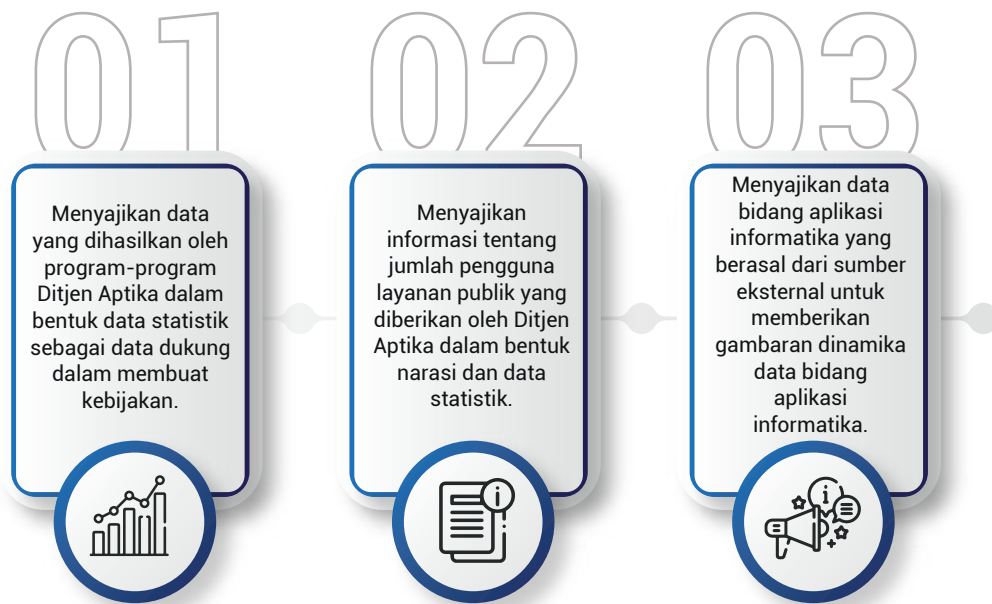 01
Menyajikan data
yang dihasilkan oleh
program-program
Ditjen Aptika dalam
bentuk data statistik
sebagai data dukung
dalam membuat
kebijakan.
02
Menyajikan
informasi tentang
jumlah pengguna
layanan publik yang
diberikan oleh Ditjen
Aptika dalam bentuk
narasi dan data
statistik.
03
Menyajikan data
bidang aplikasi
informatika yang
berasal dari sumber
eksternal untuk
memberikan
gambaran dinamika
data bidang
aplikasi
informatika.